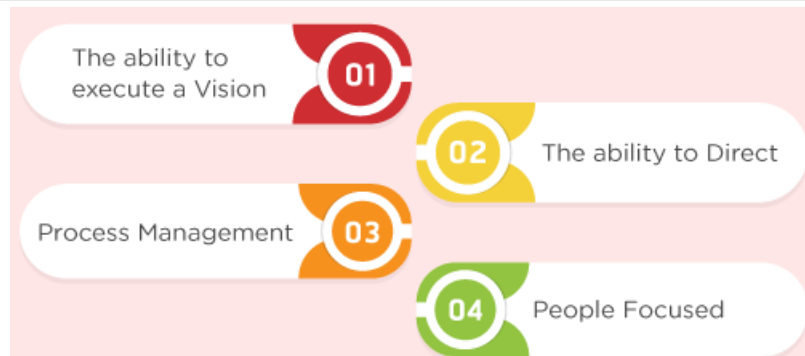 The ability to
execute a Vision
01
02
The ability to Direct
Process Management
03
04
People Focused